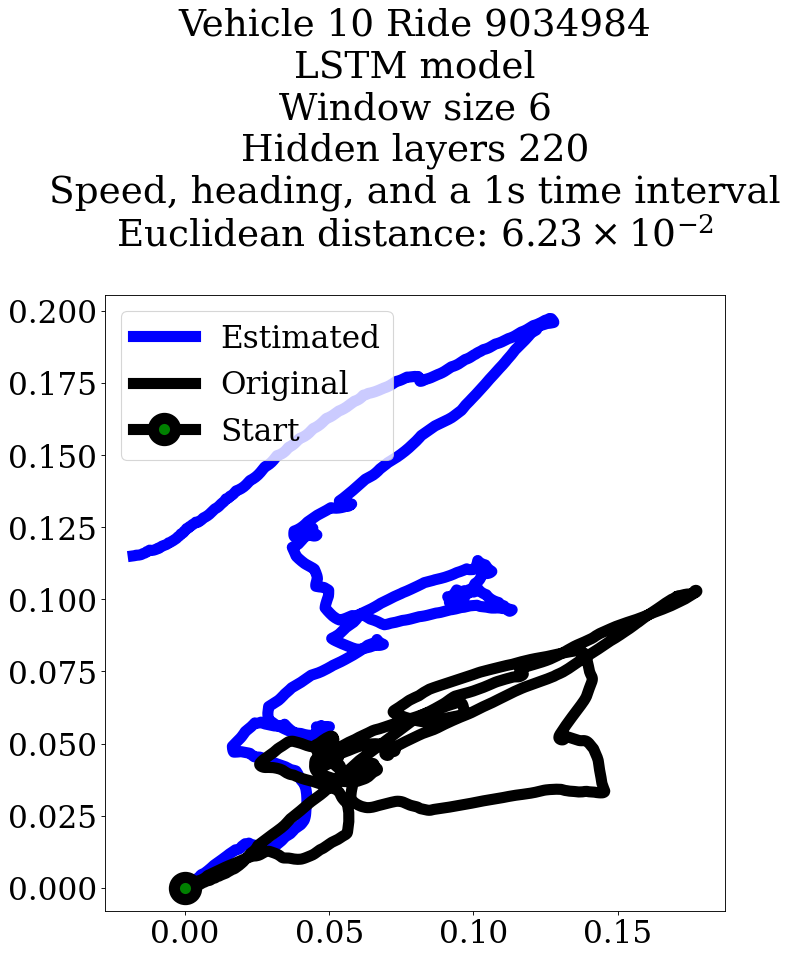 Vehicle 10 Ride 9034984
LSTM model
Window size 6
Hidden layers 220
Speed, heading, and a 1s time interval
Euclidean distance: 6.23 × 10⁻²
0.200
0.175
0.150
0.125
0.100
0.075
0.050
0.025
0.000
Estimated
Original
Start
0.00 0.05 0.10 0.15